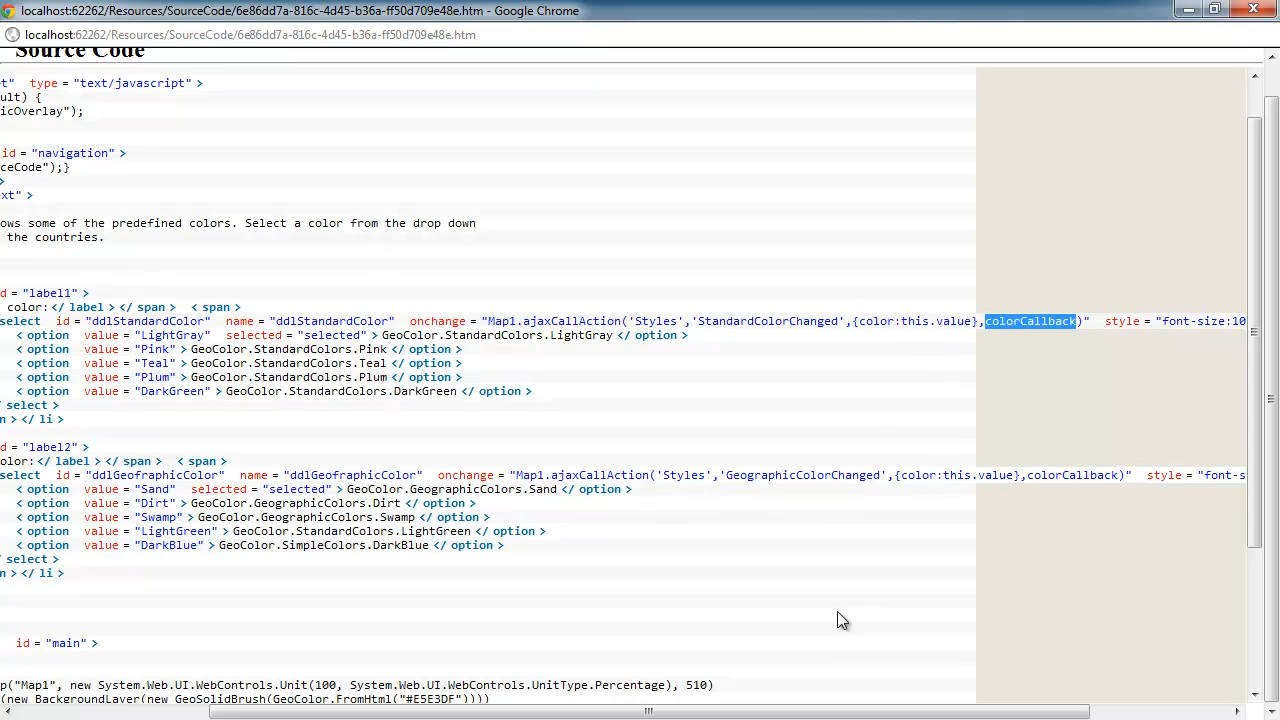 localhost:62262/Resources/SourceCode/6e86dd7a-816c-4d45-b36a-ff50d709e48e.htm - Google Chrome
localhost:62262/Resources/SourceCode/6e86dd7a-816c-4d45-b36a-ff50d709e48e.htm
Source Code
pt" type = "text/javascript" >
ult) {
icOverlay");
id = "navigation" >
ceCode");}
>
xt" >
ows some of the predefined colors. Select a color from the drop down
the countries.
d = "label1" >
color:</ label ></ span > < span >
select id = "ddlStandardColor" name = "ddlStandardColor" onchange = "Map1.ajaxCallAction('Styles','StandardColorChanged',{color:this.value},colorCallback)" style = "font-size:10
< option value = "LightGray" selected = "selected" > GeoColor.StandardColors.LightGray </ option >
< option value = "Pink" > GeoColor.StandardColors.Pink </ option >
< option value = "Teal" > GeoColor.StandardColors.Teal </ option >
< option value = "Plum" > GeoColor.StandardColors.Plum </ option >
< option value = "DarkGreen" > GeoColor.StandardColors.DarkGreen </ option >
/ select >
n ></ li >
d = "label2" >
color:</ label ></ span > < span >
select id = "ddlGeofraphicColor" name = "ddlGeofraphicColor" onchange = "Map1.ajaxCallAction('Styles','GeographicColorChanged',{color:this.value},colorCallback)" style = "font-s
< option value = "Sand" selected = "selected" > GeoColor.GeographicColors.Sand </ option >
< option value = "Dirt" > GeoColor.GeographicColors.Dirt </ option >
< option value = "Swamp" > GeoColor.GeographicColors.Swamp </ option >
< option value = "LightGreen" > GeoColor.StandardColors.LightGreen </ option >
< option value = "DarkBlue" > GeoColor.SimpleColors.DarkBlue </ option >
/ select >
n ></ li >
id = "main" >
p("Map1", new System.Web.UI.WebControls.Unit(100, System.Web.UI.WebControls.UnitType.Percentage), 510)
(new BackgroundLayer(new GeoSolidBrush(GeoColor.FromHtml("#E5E3DF"))))